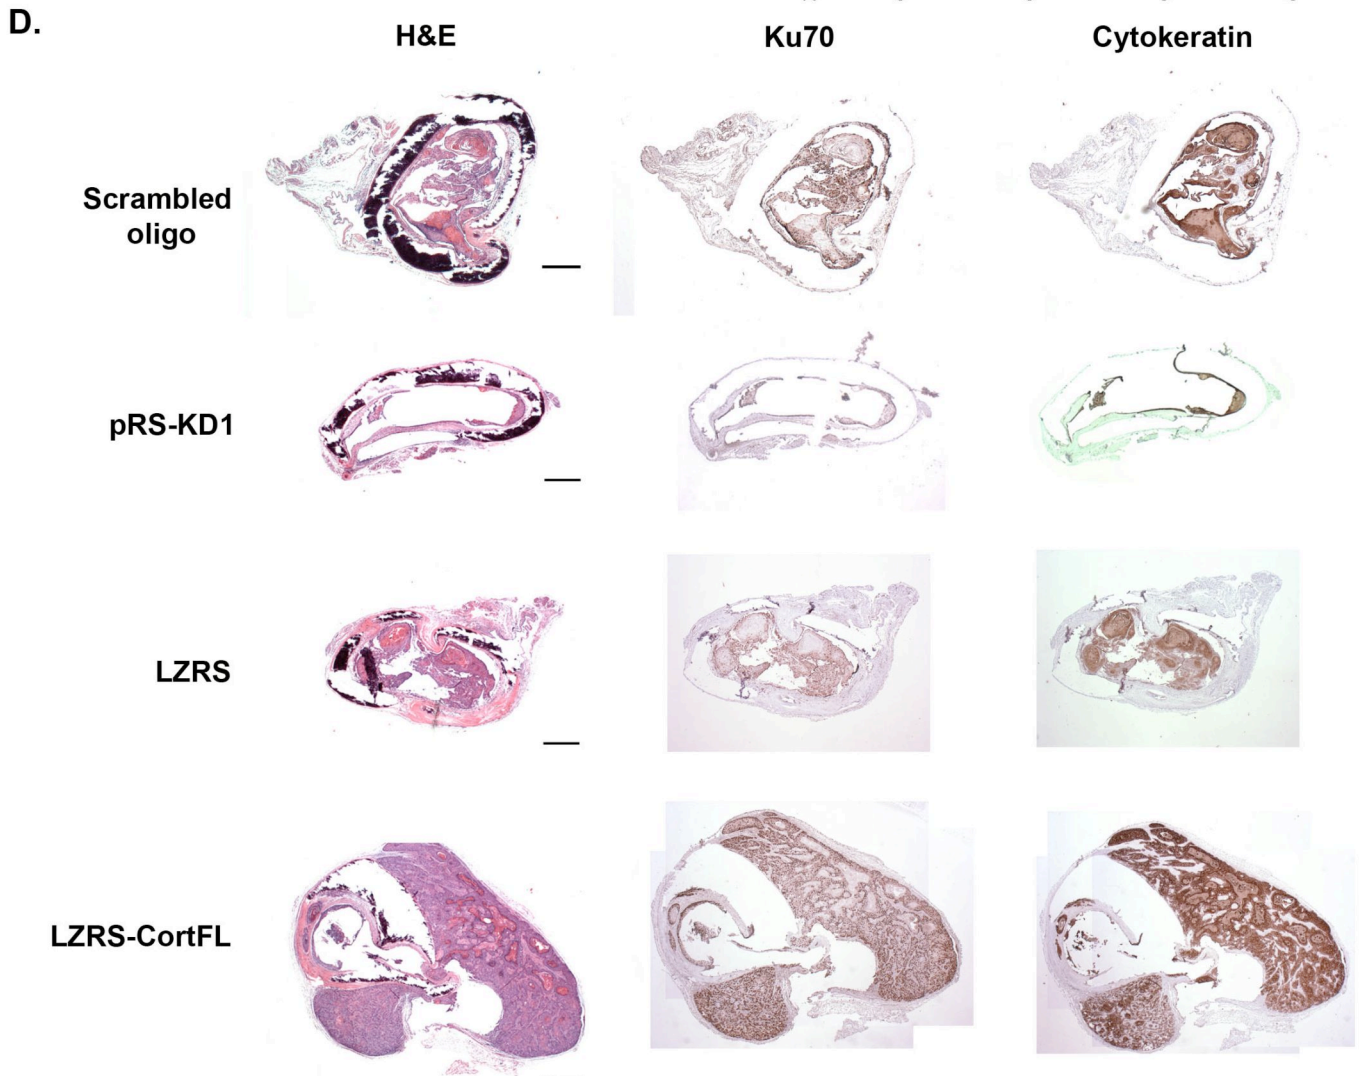 D.
H&E
Ku70
Cytokeratin
Scrambled
oligo
pRS-KD1
LZRS
LZRS-CortFL